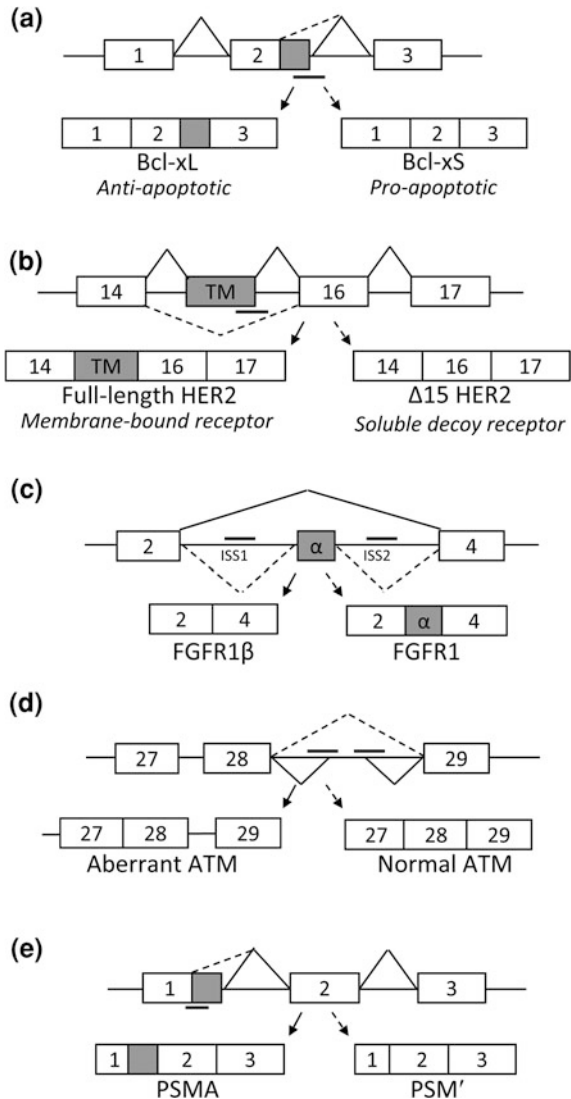 (a)
1 2 3
1 2 3 1 2 3
Bcl-xL Bcl-xS
Anti-apoptotic Pro-apoptotic
(b)
14 TM 16 17
14 TM 16 17 14 16 17
Full-length HER2 Δ15 HER2
Membrane-bound receptor Soluble decoy receptor
(c)
2 α 4
ISS1 ISS2
2 4 2 α 4
FGFR1β FGFR1
(d)
27 28 29
27 28 29 27 28 29
Aberrant ATM Normal ATM
(e)
1 2 3
1 2 3 1 2 3
PSMA PSM′